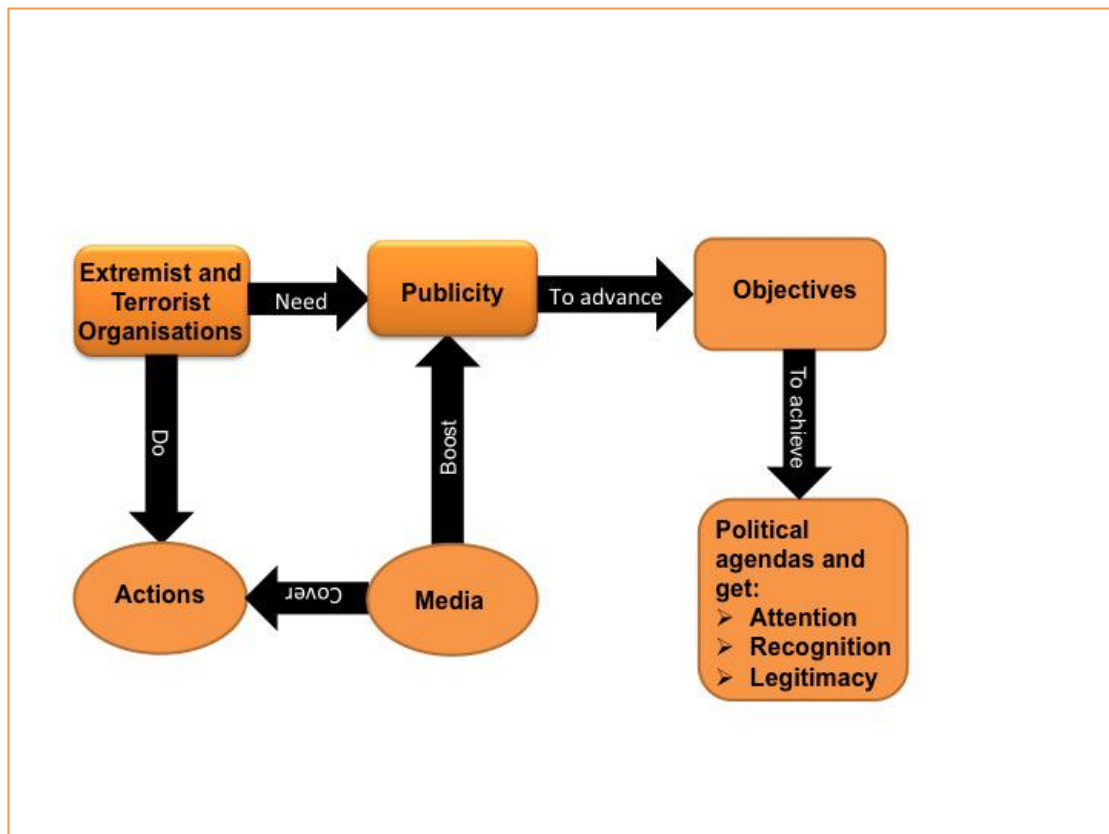 Extremist and
Terrorist
Organisations
Need
Publicity
To advance
Objectives
Do
Boost
To achieve
Actions
Cover
Media
Political
agendas and
get:
➢ Attention
➢ Recognition
➢ Legitimacy